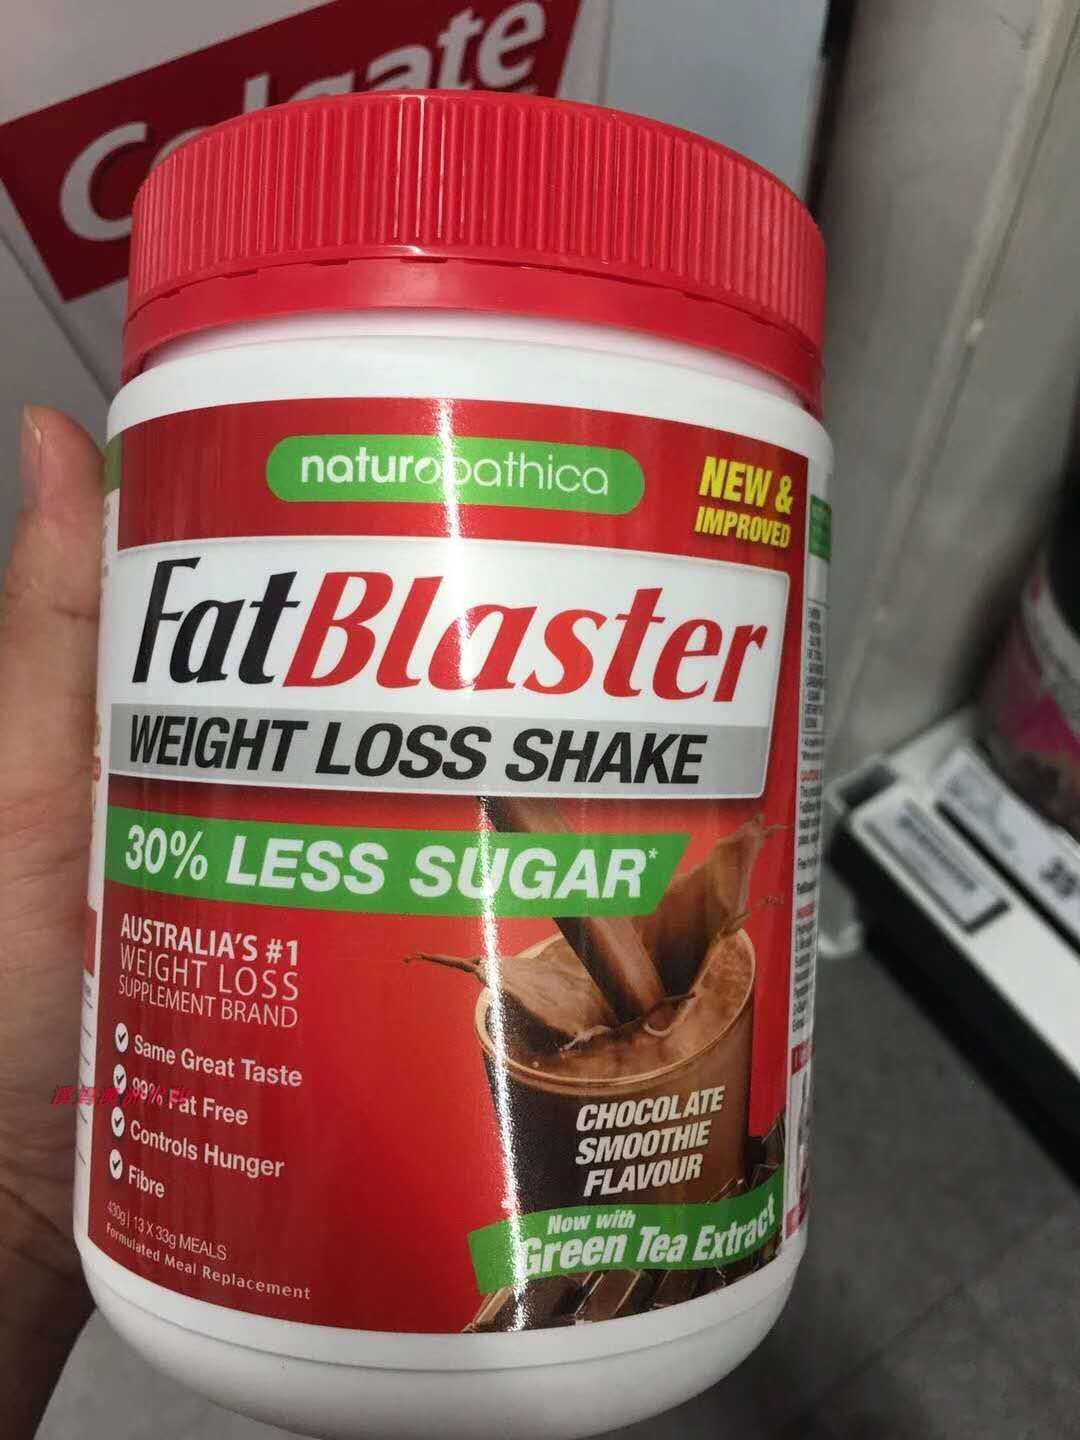 Colgate
naturopathica
NEW &
IMPROVED
FatBlaster
WEIGHT LOSS SHAKE
30% LESS SUGAR*
AUSTRALIA'S #1
WEIGHT LOSS
SUPPLEMENT BRAND
Same Great Taste
99% Fat Free
Controls Hunger
Fibre
430g | 13 X 33g MEALS
Formulated Meal Replacement
CHOCOLATE
SMOOTHIE
FLAVOUR
Now with
Green Tea Extract